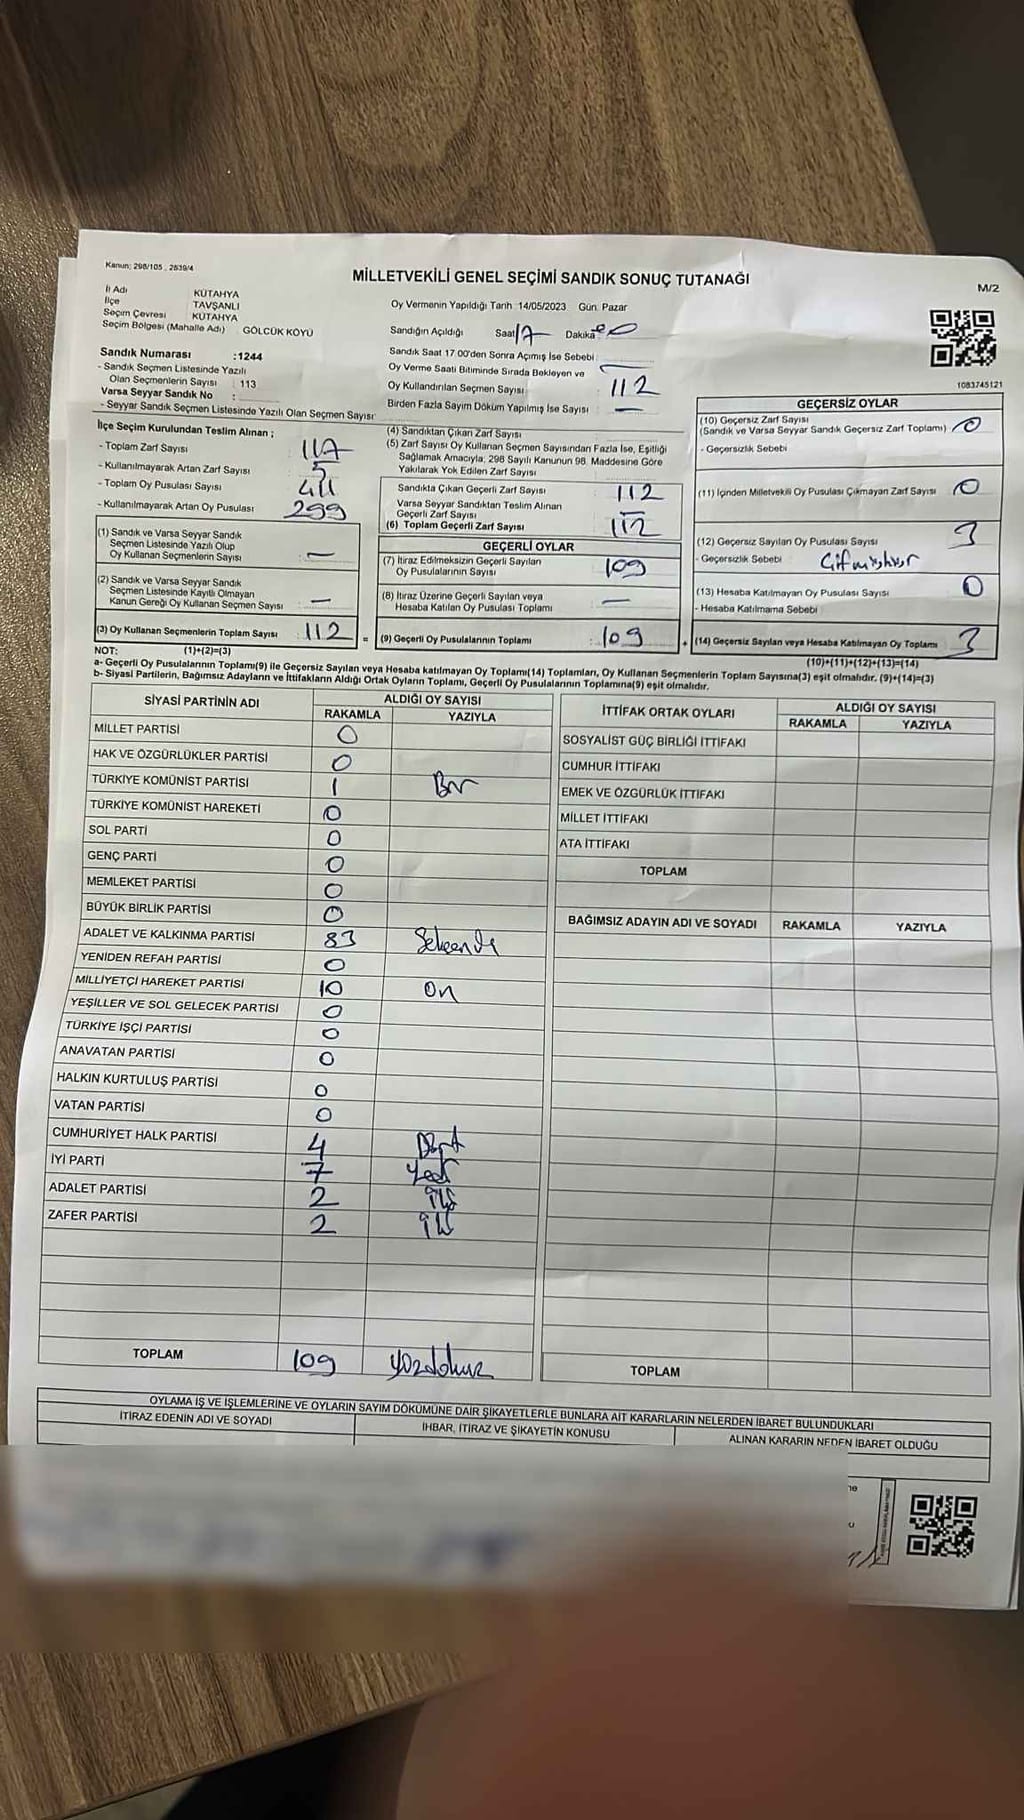 Kanun: 298/105 , 2839/4
MİLLETVEKİLİ GENEL SEÇİMİ SANDIK SONUÇ TUTANAĞI
M/2
İl Adı KÜTAHYA
İlçe TAVŞANLI
Seçim Çevresi KÜTAHYA
Seçim Bölgesi (Mahalle Adı) GÖLCÜK KÖYÜ
Sandık Numarası :1244
- Sandık Seçmen Listesinde Yazılı
Olan Seçmenlerin Sayısı : 113
Varsa Seyyar Sandık No :
- Seyyar Sandık Seçmen Listesinde Yazılı Olan Seçmen Sayısı
Oy Vermenin Yapıldığı Tarih :14/05/2023 Gün: Pazar
Sandığın Açıldığı Saat 17 Dakika
Sandık Saat 17.00'den Sonra Açımış İse Sebebi :
Oy Verme Saati Bitiminde Sırada Bekleyen ve
Oy Kullandırılan Seçmen Sayısı 112
Birden Fazla Sayım Döküm Yapılmış İse Sayısı —
1083745121
İlçe Seçim Kurulundan Teslim Alınan ;
- Toplam Zarf Sayısı 117
- Kullanılmayarak Artan Zarf Sayısı 5
- Toplam Oy Pusulası Sayısı 411
- Kullanılmayarak Artan Oy Pusulası 299
(1) Sandık ve Varsa Seyyar Sandık
Seçmen Listesinde Yazılı Olup
Oy Kullanan Seçmenlerin Sayısı —
(2) Sandık ve Varsa Seyyar Sandık
Seçmen Listesinde Kayıtlı Olmayan
Kanun Gereği Oy Kullanan Seçmen Sayısı —
(3) Oy Kullanan Seçmenlerin Toplam Sayısı 112 =
(4) Sandıktan Çıkan Zarf Sayısı
(5) Zarf Sayısı Oy Kullanan Seçmen Sayısından Fazla İse, Eşitliği
Sağlamak Amacıyla; 298 Sayılı Kanunun 98. Maddesine Göre
Yakılarak Yok Edilen Zarf Sayısı
Sandıkta Çıkan Geçerli Zarf Sayısı 112
Varsa Seyyar Sandıktan Teslim Alınan
Geçerli Zarf Sayısı —
(6) Toplam Geçerli Zarf Sayısı 112
GEÇERLİ OYLAR
(7) İtiraz Edilmeksizin Geçerli Sayılan
Oy Pusulalarının Sayısı 109
(8) İtiraz Üzerine Geçerli Sayılan veya
Hesaba Katılan Oy Pusulası Toplamı —
(9) Geçerli Oy Pusulalarının Toplamı : 109 +
GEÇERSİZ OYLAR
(10) Geçersiz Zarf Sayısı
(Sandık ve Varsa Seyyar Sandık Geçersiz Zarf Toplamı) 0
- Geçersizlik Sebebi
(11) İçinden Milletvekili Oy Pusulası Çıkmayan Zarf Sayısı 0
(12) Geçersiz Sayılan Oy Pusulası Sayısı 3
- Geçersizlik Sebebi
(13) Hesaba Katılmayan Oy Pusulası Sayısı 0
- Hesaba Katılmama Sebebi
(14) Geçersiz Sayılan veya Hesaba Katılmayan Oy Toplamı 3
NOT: (1)+(2)=(3) (10)+(11)+(12)+(13)=(14)
a- Geçerli Oy Pusulalarının Toplamı(9) ile Geçersiz Sayılan veya Hesaba katılmayan Oy Toplamı(14) Toplamları, Oy Kullanan Seçmenlerin Toplam Sayısına(3) eşit olmalıdır. (9)+(14)=(3)
b- Siyasi Partilerin, Bağımsız Adayların ve İttifakların Aldığı Ortak Oyların Toplamı, Geçerli Oy Pusulalarının Toplamına(9) eşit olmalıdır.
SİYASİ PARTİNİN ADI ALDIĞI OY SAYISI
RAKAMLA YAZIYLA
MİLLET PARTİSİ 0
HAK VE ÖZGÜRLÜKLER PARTİSİ 0
TÜRKİYE KOMÜNİST PARTİSİ 1 Bir
TÜRKİYE KOMÜNİST HAREKETİ 0
SOL PARTİ 0
GENÇ PARTİ 0
MEMLEKET PARTİSİ 0
BÜYÜK BİRLİK PARTİSİ 0
ADALET VE KALKINMA PARTİSİ 83
YENİDEN REFAH PARTİSİ 0
MİLLİYETÇİ HAREKET PARTİSİ 10 On
YEŞİLLER VE SOL GELECEK PARTİSİ 0
TÜRKİYE İŞÇİ PARTİSİ 0
ANAVATAN PARTİSİ 0
HALKIN KURTULUŞ PARTİSİ 0
VATAN PARTİSİ 0
CUMHURİYET HALK PARTİSİ 4 Dört
İYİ PARTİ 7 Yedi
ADALET PARTİSİ 2 iki
ZAFER PARTİSİ 2 iki
TOPLAM 109 yüzdokuz
İTTİFAK ORTAK OYLARI ALDIĞI OY SAYISI
RAKAMLA YAZIYLA
SOSYALİST GÜÇ BİRLİĞİ İTTİFAKI
CUMHUR İTTİFAKI
EMEK VE ÖZGÜRLÜK İTTİFAKI
MİLLET İTTİFAKI
ATA İTTİFAKI
TOPLAM
BAĞIMSIZ ADAYIN ADI VE SOYADI RAKAMLA YAZIYLA
TOPLAM
OYLAMA İŞ VE İŞLEMLERİNE VE OYLARIN SAYIM DÖKÜMÜNE DAİR ŞİKAYETLERLE BUNLARA AİT KARARLARIN NELERDEN İBARET BULUNDUKLARI
İTİRAZ EDENİN ADI VE SOYADI İHBAR, İTİRAZ VE ŞİKAYETİN KONUSU ALINAN KARARIN NEDEN İBARET OLDUĞU